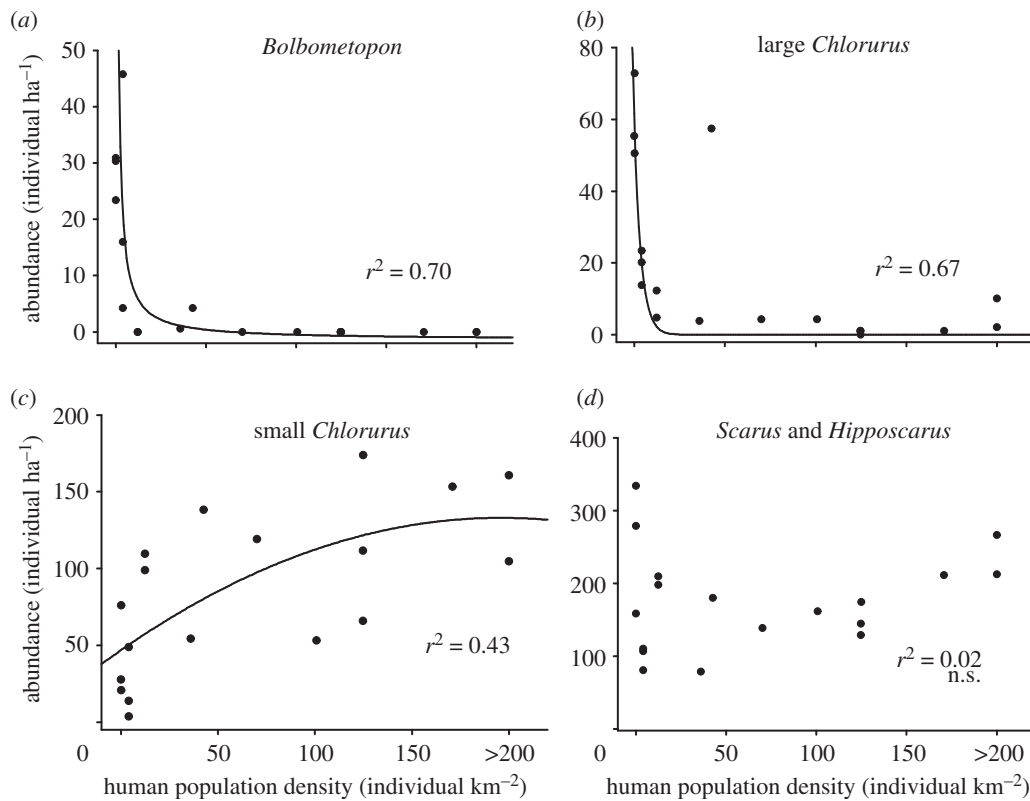 (a)
Bolbometopon
50
40
30
20
10
0
abundance (individual ha⁻¹)
r² = 0.70
(b)
large Chlorurus
80
60
40
20
0
r² = 0.67
(c)
small Chlorurus
200
150
100
50
0
abundance (individual ha⁻¹)
r² = 0.43
50
100
150
>200
human population density (individual km⁻²)
(d)
Scarus and Hipposcarus
400
300
200
100
0
r² = 0.02
n.s.
50
100
150
>200
human population density (individual km⁻²)